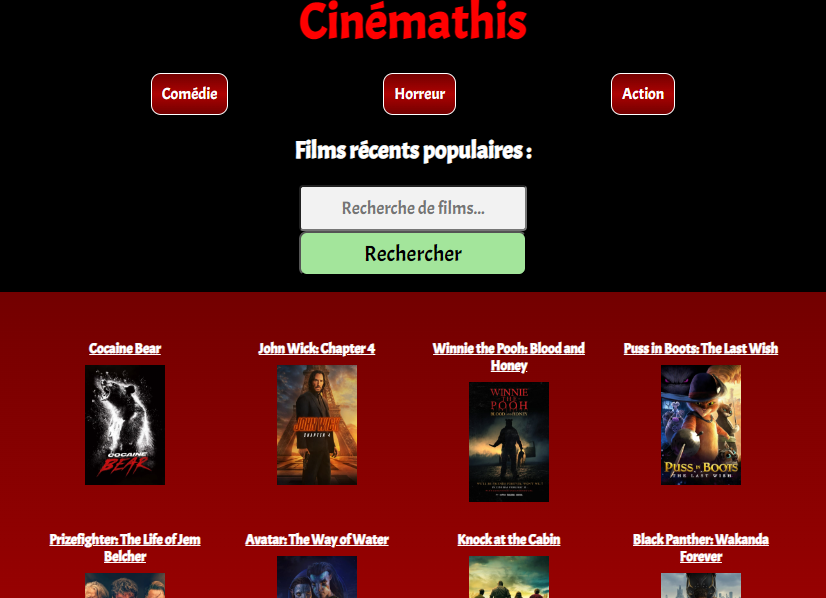 Cinémathis
Comédie
Horreur
Action
Films récents populaires :
Recherche de films...
Rechercher
Cocaine Bear
John Wick: Chapter 4
Winnie the Pooh: Blood and
Honey
Puss in Boots: The Last Wish
COCAINE
BEAR
JOHN WICK
CHAPTER 4
WINNIE
THE
POOH
BLOOD AND HONEY
PUSS IN BOOTS
THE LAST WISH
Prizefighter: The Life of Jem
Belcher
Avatar: The Way of Water
Knock at the Cabin
Black Panther: Wakanda
Forever